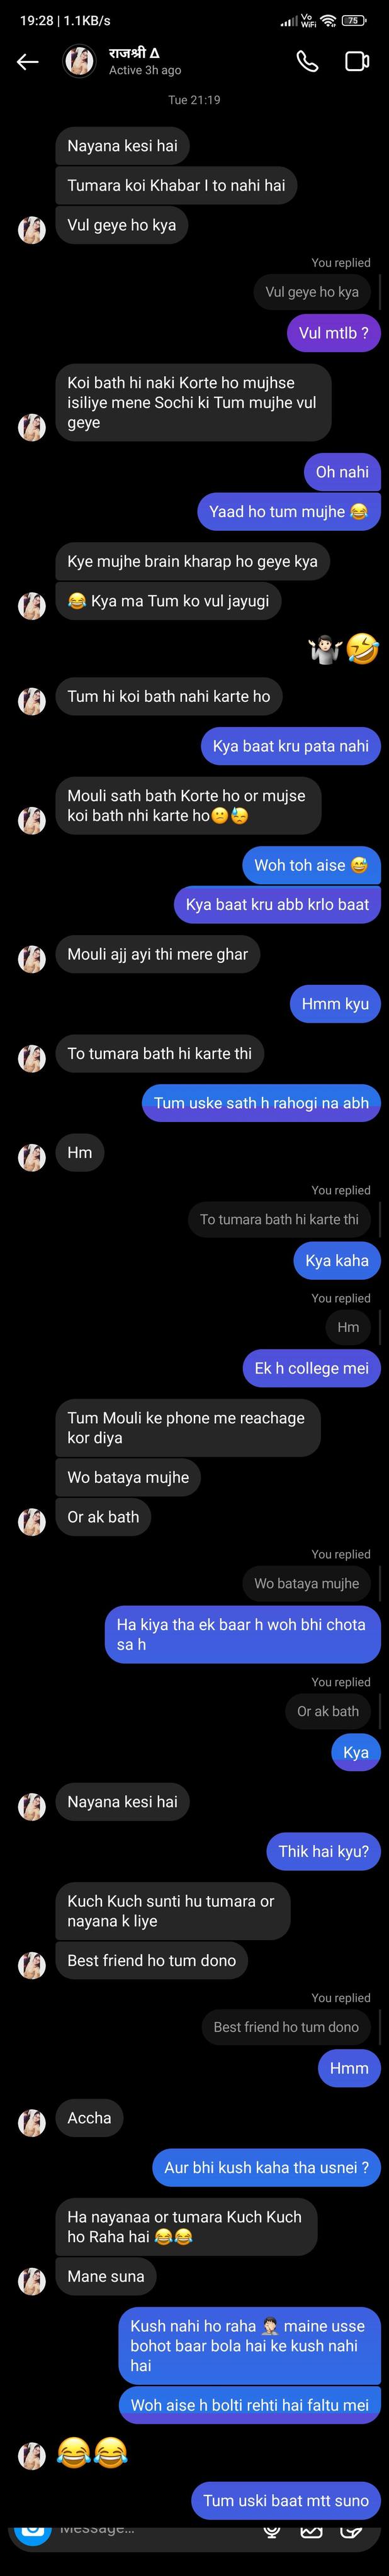 19:28 | 1.1KB/s
Vo
WiFi
75
राजश्री Δ
Active 3h ago
Tue 21:19
Nayana kesi hai
Tumara koi Khabar I to nahi hai
Vul geye ho kya
You replied
Vul geye ho kya
Vul mtlb ?
Koi bath hi naki Korte ho mujhse
isiliye mene Sochi ki Tum mujhe vul
geye
Oh nahi
Yaad ho tum mujhe 😂
Kye mujhe brain kharap ho geye kya
😂 Kya ma Tum ko vul jayugi
🤷🏻‍♂️🤣
Tum hi koi bath nahi karte ho
Kya baat kru pata nahi
Mouli sath bath Korte ho or mujse
koi bath nhi karte ho😕😓
Woh toh aise 😅
Kya baat kru abb krlo baat
Mouli ajj ayi thi mere ghar
Hmm kyu
To tumara bath hi karte thi
Tum uske sath h rahogi na abh
Hm
You replied
To tumara bath hi karte thi
Kya kaha
You replied
Hm
Ek h college mei
Tum Mouli ke phone me reachage
kor diya
Wo bataya mujhe
Or ak bath
You replied
Wo bataya mujhe
Ha kiya tha ek baar h woh bhi chota
sa h
You replied
Or ak bath
Kya
Nayana kesi hai
Thik hai kyu?
Kuch Kuch sunti hu tumara or
nayana k liye
Best friend ho tum dono
You replied
Best friend ho tum dono
Hmm
Accha
Aur bhi kush kaha tha usnei ?
Ha nayanaa or tumara Kuch Kuch
ho Raha hai 😂😂
Mane suna
Kush nahi ho raha 🤦🏻‍♂️ maine usse
bohot baar bola hai ke kush nahi
hai
Woh aise h bolti rehti hai faltu mei
😂😂
Tum uski baat mtt suno
Message...